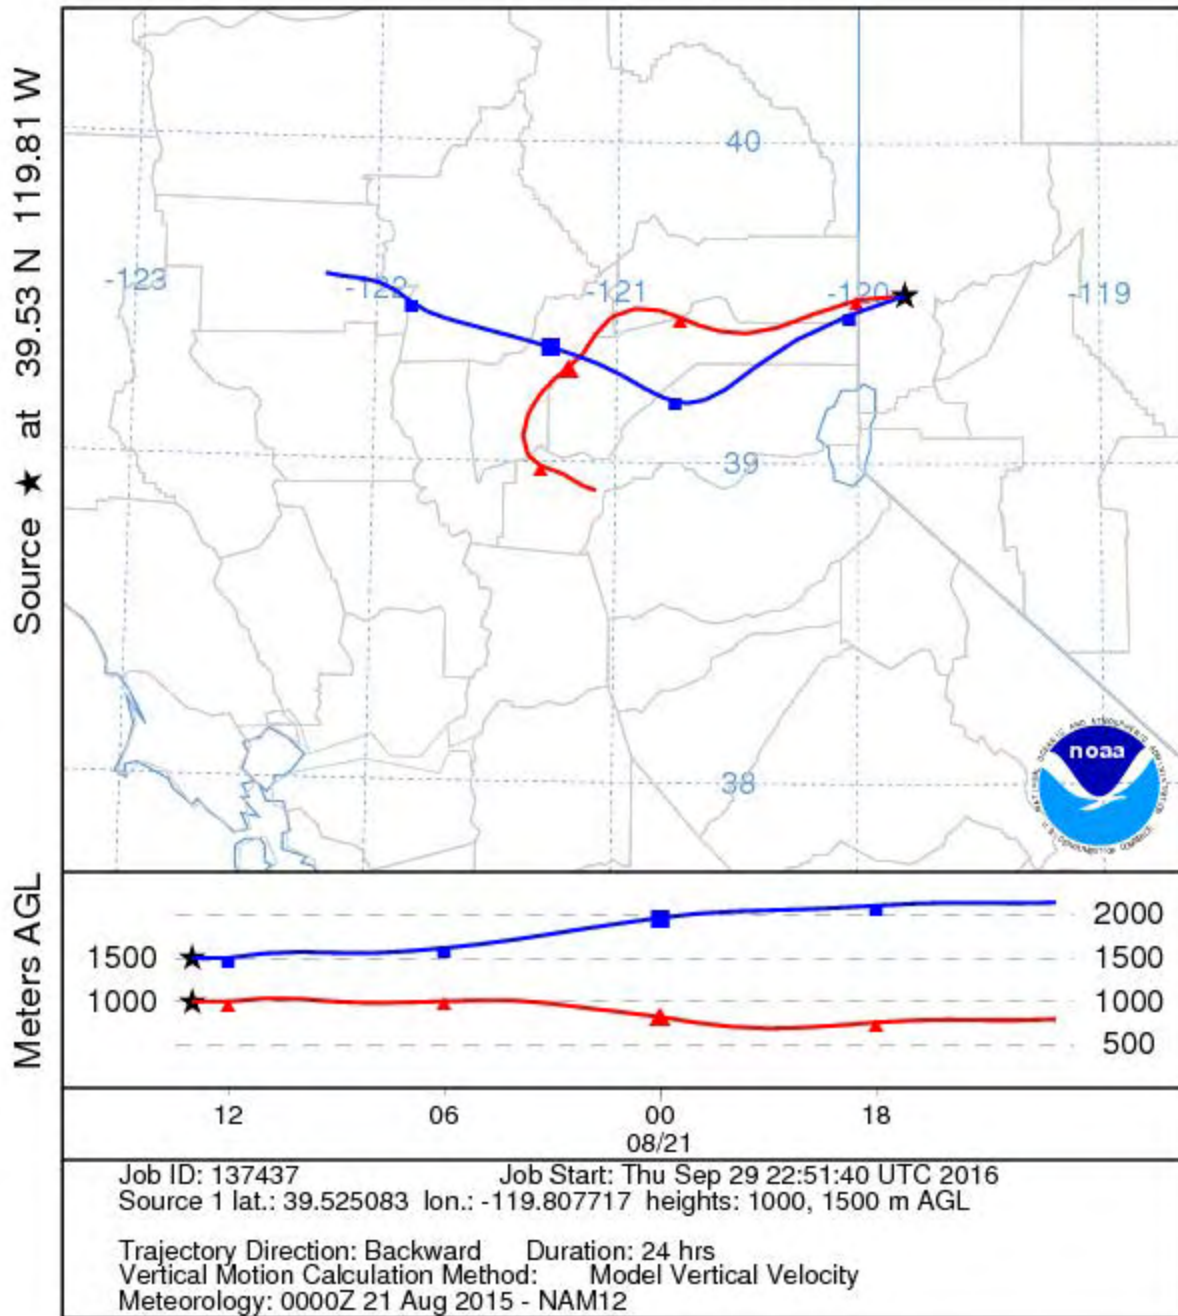 Source ★ at 39.53 N 119.81 W
40
-123
-122
-121
-120
-119
39
38
noaa
Meters AGL
2000
1500
1500
1000
1000
500
12
06
00
18
08/21
Job ID: 137437 Job Start: Thu Sep 29 22:51:40 UTC 2016
Source 1 lat.: 39.525083 lon.: -119.807717 heights: 1000, 1500 m AGL
Trajectory Direction: Backward Duration: 24 hrs
Vertical Motion Calculation Method: Model Vertical Velocity
Meteorology: 0000Z 21 Aug 2015 - NAM12